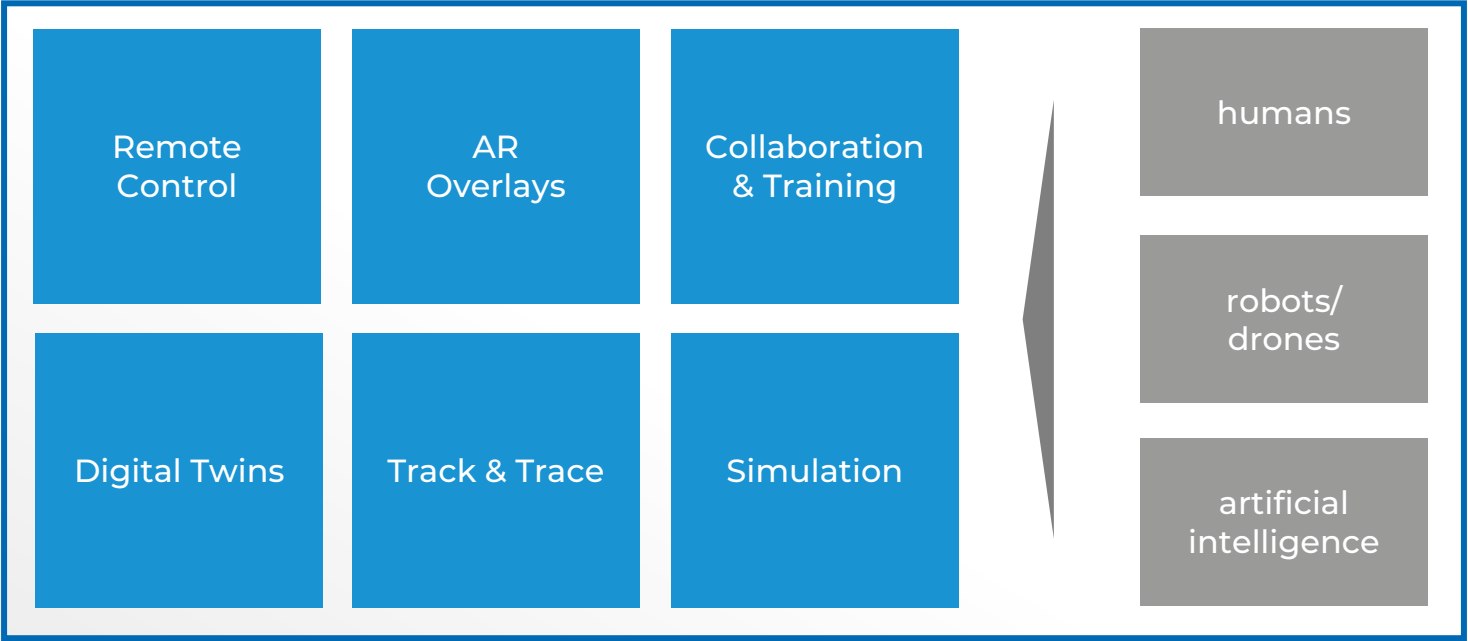 Remote
Control
AR
Overlays
Collaboration
& Training
Digital Twins
Track & Trace
Simulation
humans
robots/
drones
artificial
intelligence